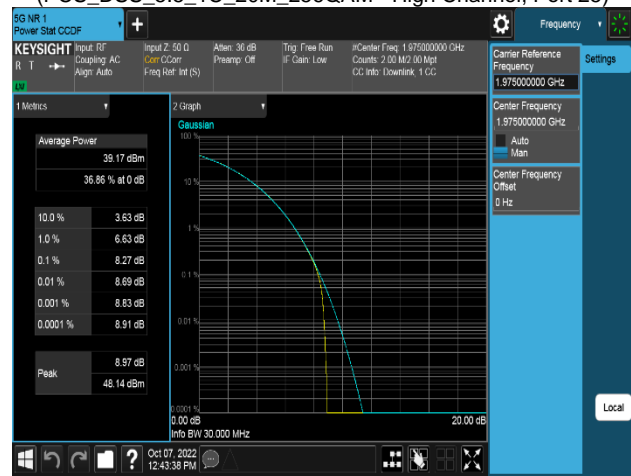 5G NR 1
Power Stat CCDF
Frequency
KEYSIGHT
R T
LW
Input: RF
Coupling: AC
Align: Auto
Input Z: 50 Ω
Corr CCorr
Freq Ref: Int (S)
Atten: 36 dB
Preamp: Off
Trig: Free Run
IF Gain: Low
#Center Freq: 1.975000000 GHz
Counts: 2.00 M/2.00 Mpt
CC Info: Downlink, 1 CC
Carrier Reference
Frequency
1.975000000 GHz
Settings
Center Frequency
1.975000000 GHz
Auto
Man
Center Frequency
Offset
0 Hz
1 Metrics
Average Power
39.17 dBm
36.86 % at 0 dB
10.0 % 3.63 dB
1.0 % 6.63 dB
0.1 % 8.27 dB
0.01 % 8.69 dB
0.001 % 8.83 dB
0.0001 % 8.91 dB
Peak
8.97 dB
48.14 dBm
2 Graph
Gaussian
100 %
10 %
1 %
0.1 %
0.01 %
0.001 %
0.0001 %
0.00 dB
20.00 dB
Info BW 30.000 MHz
Local
?
Oct 07, 2022
12:43:38 PM